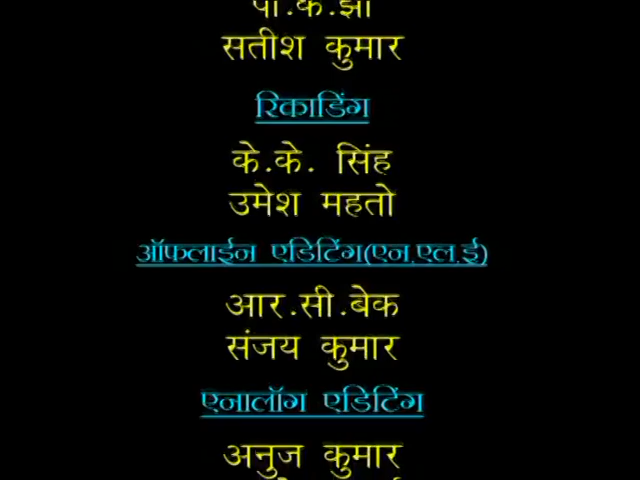 पी.के.झा
सतीश कुमार
रिकार्डिंग
के.के. सिंह
उमेश महतो
ऑफलाईन एडिटिंग(एन.एल.ई)
आर.सी.बेक
संजय कुमार
एनालॉग एडिटिंग
अनुज कुमार